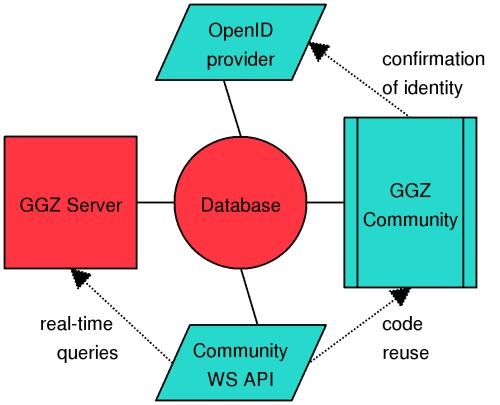 OpenID
provider
confirmation
of identity
GGZ Server
Database
GGZ
Community
real-time
queries
Community
WS API
code
reuse